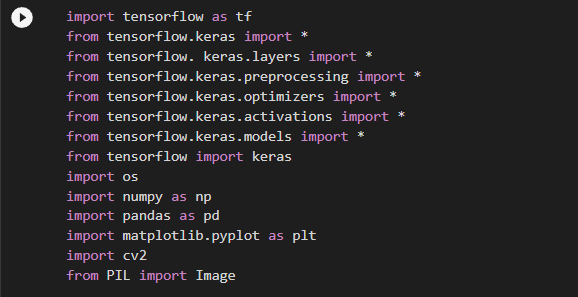 import tensorflow as tf
from tensorflow.keras import *
from tensorflow. keras.layers import *
from tensorflow.keras.preprocessing import *
from tensorflow.keras.optimizers import *
from tensorflow.keras.activations import *
from tensorflow.keras.models import *
from tensorflow import keras
import os
import numpy as np
import pandas as pd
import matplotlib.pyplot as plt
import cv2
from PIL import Image